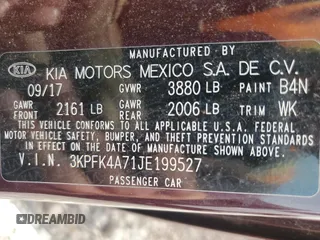 MANUFACTURED BY
KIA KIA MOTORS MEXICO S.A. DE C.V.
09/17 GVWR 3880 LB PAINT B4N
GAWR FRONT 2161 LB GAWR REAR 2006 LB TRIM WK
THIS VEHICLE CONFORMS TO ALL APPLICABLE FEDERAL
MOTOR VEHICLE SAFETY, BUMPER, AND THEFT PREVENTION
STANDARDS IN EFFECT ON THE DATE OF MANUFACTURE
V.I.N. 3KPFK4A71JE199527
PASSENGER CAR
DREAMBID